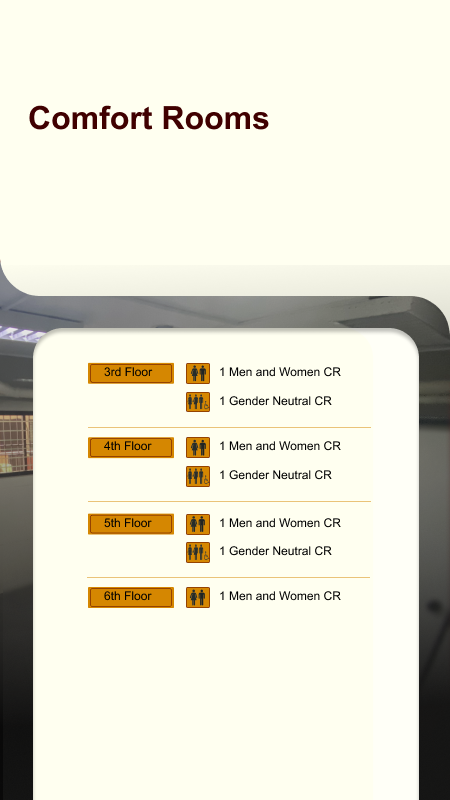 Comfort Rooms
3rd Floor 1 Men and Women CR
1 Gender Neutral CR
4th Floor 1 Men and Women CR
1 Gender Neutral CR
5th Floor 1 Men and Women CR
1 Gender Neutral CR
6th Floor 1 Men and Women CR